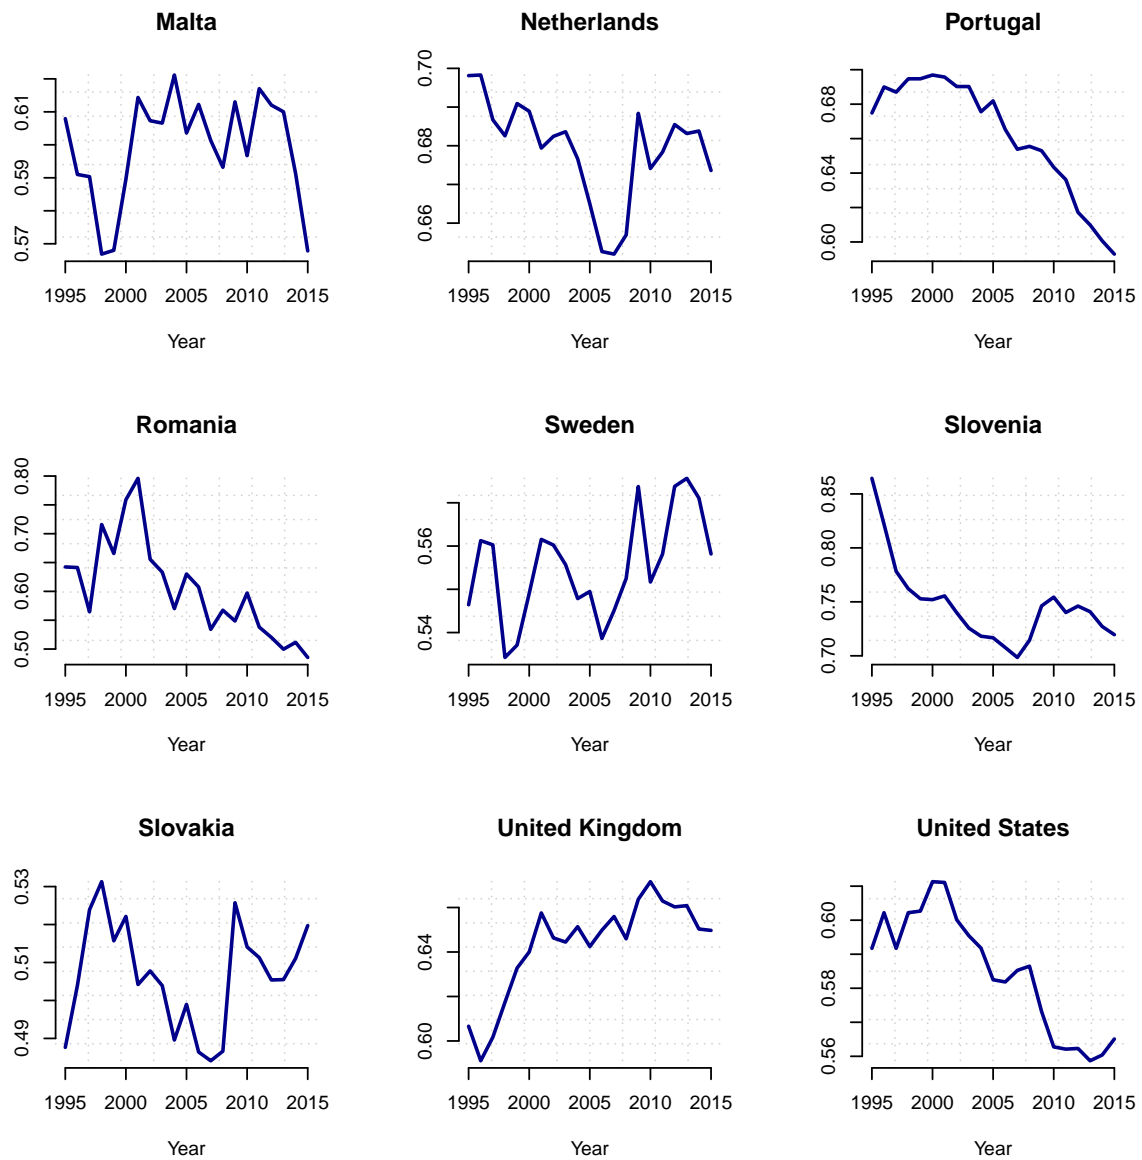 Malta
Netherlands
Portugal
0.57 0.59 0.61
0.66 0.68 0.70
0.60 0.64 0.68
1995 2000 2005 2010 2015
1995 2000 2005 2010 2015
1995 2000 2005 2010 2015
Year
Year
Year
Romania
Sweden
Slovenia
0.50 0.60 0.70 0.80
0.54 0.56
0.70 0.75 0.80 0.85
1995 2000 2005 2010 2015
1995 2000 2005 2010 2015
1995 2000 2005 2010 2015
Year
Year
Year
Slovakia
United Kingdom
United States
0.49 0.51 0.53
0.60 0.64
0.56 0.58 0.60
1995 2000 2005 2010 2015
1995 2000 2005 2010 2015
1995 2000 2005 2010 2015
Year
Year
Year